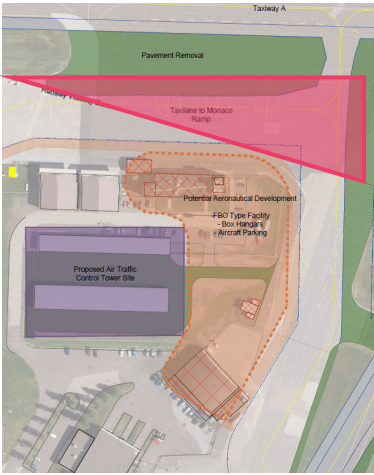 Taxiway A
Pavement Removal
Taxilane to Monaco
Ramp
Potential Aeronautical Development
-FBO Type Facility
- Box Hangars
- Aircraft Parking
Proposed Air Traffic
Control Tower Site